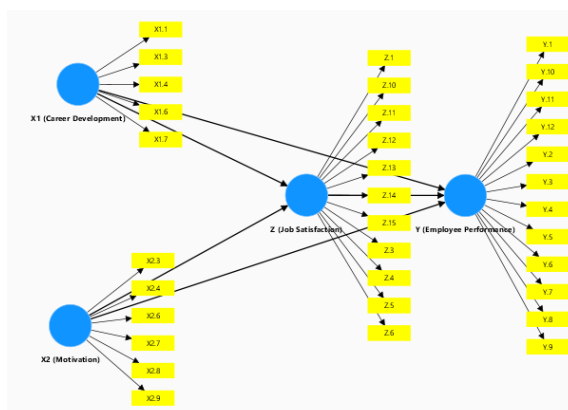 X1.1
X1.3
X1.4
X1.6
X1.7
X1 (Career Development)
Z.1
Z.10
Z.11
Z.12
Z.13
Z.14
Z.15
Z.3
Z.4
Z.5
Z.6
Z (Job Satisfaction)
Y.1
Y.10
Y.11
Y.12
Y.2
Y.3
Y.4
Y.5
Y.6
Y.7
Y.8
Y.9
Y (Employee Performance)
X2.3
X2.4
X2.6
X2.7
X2.8
X2.9
X2 (Motivation)